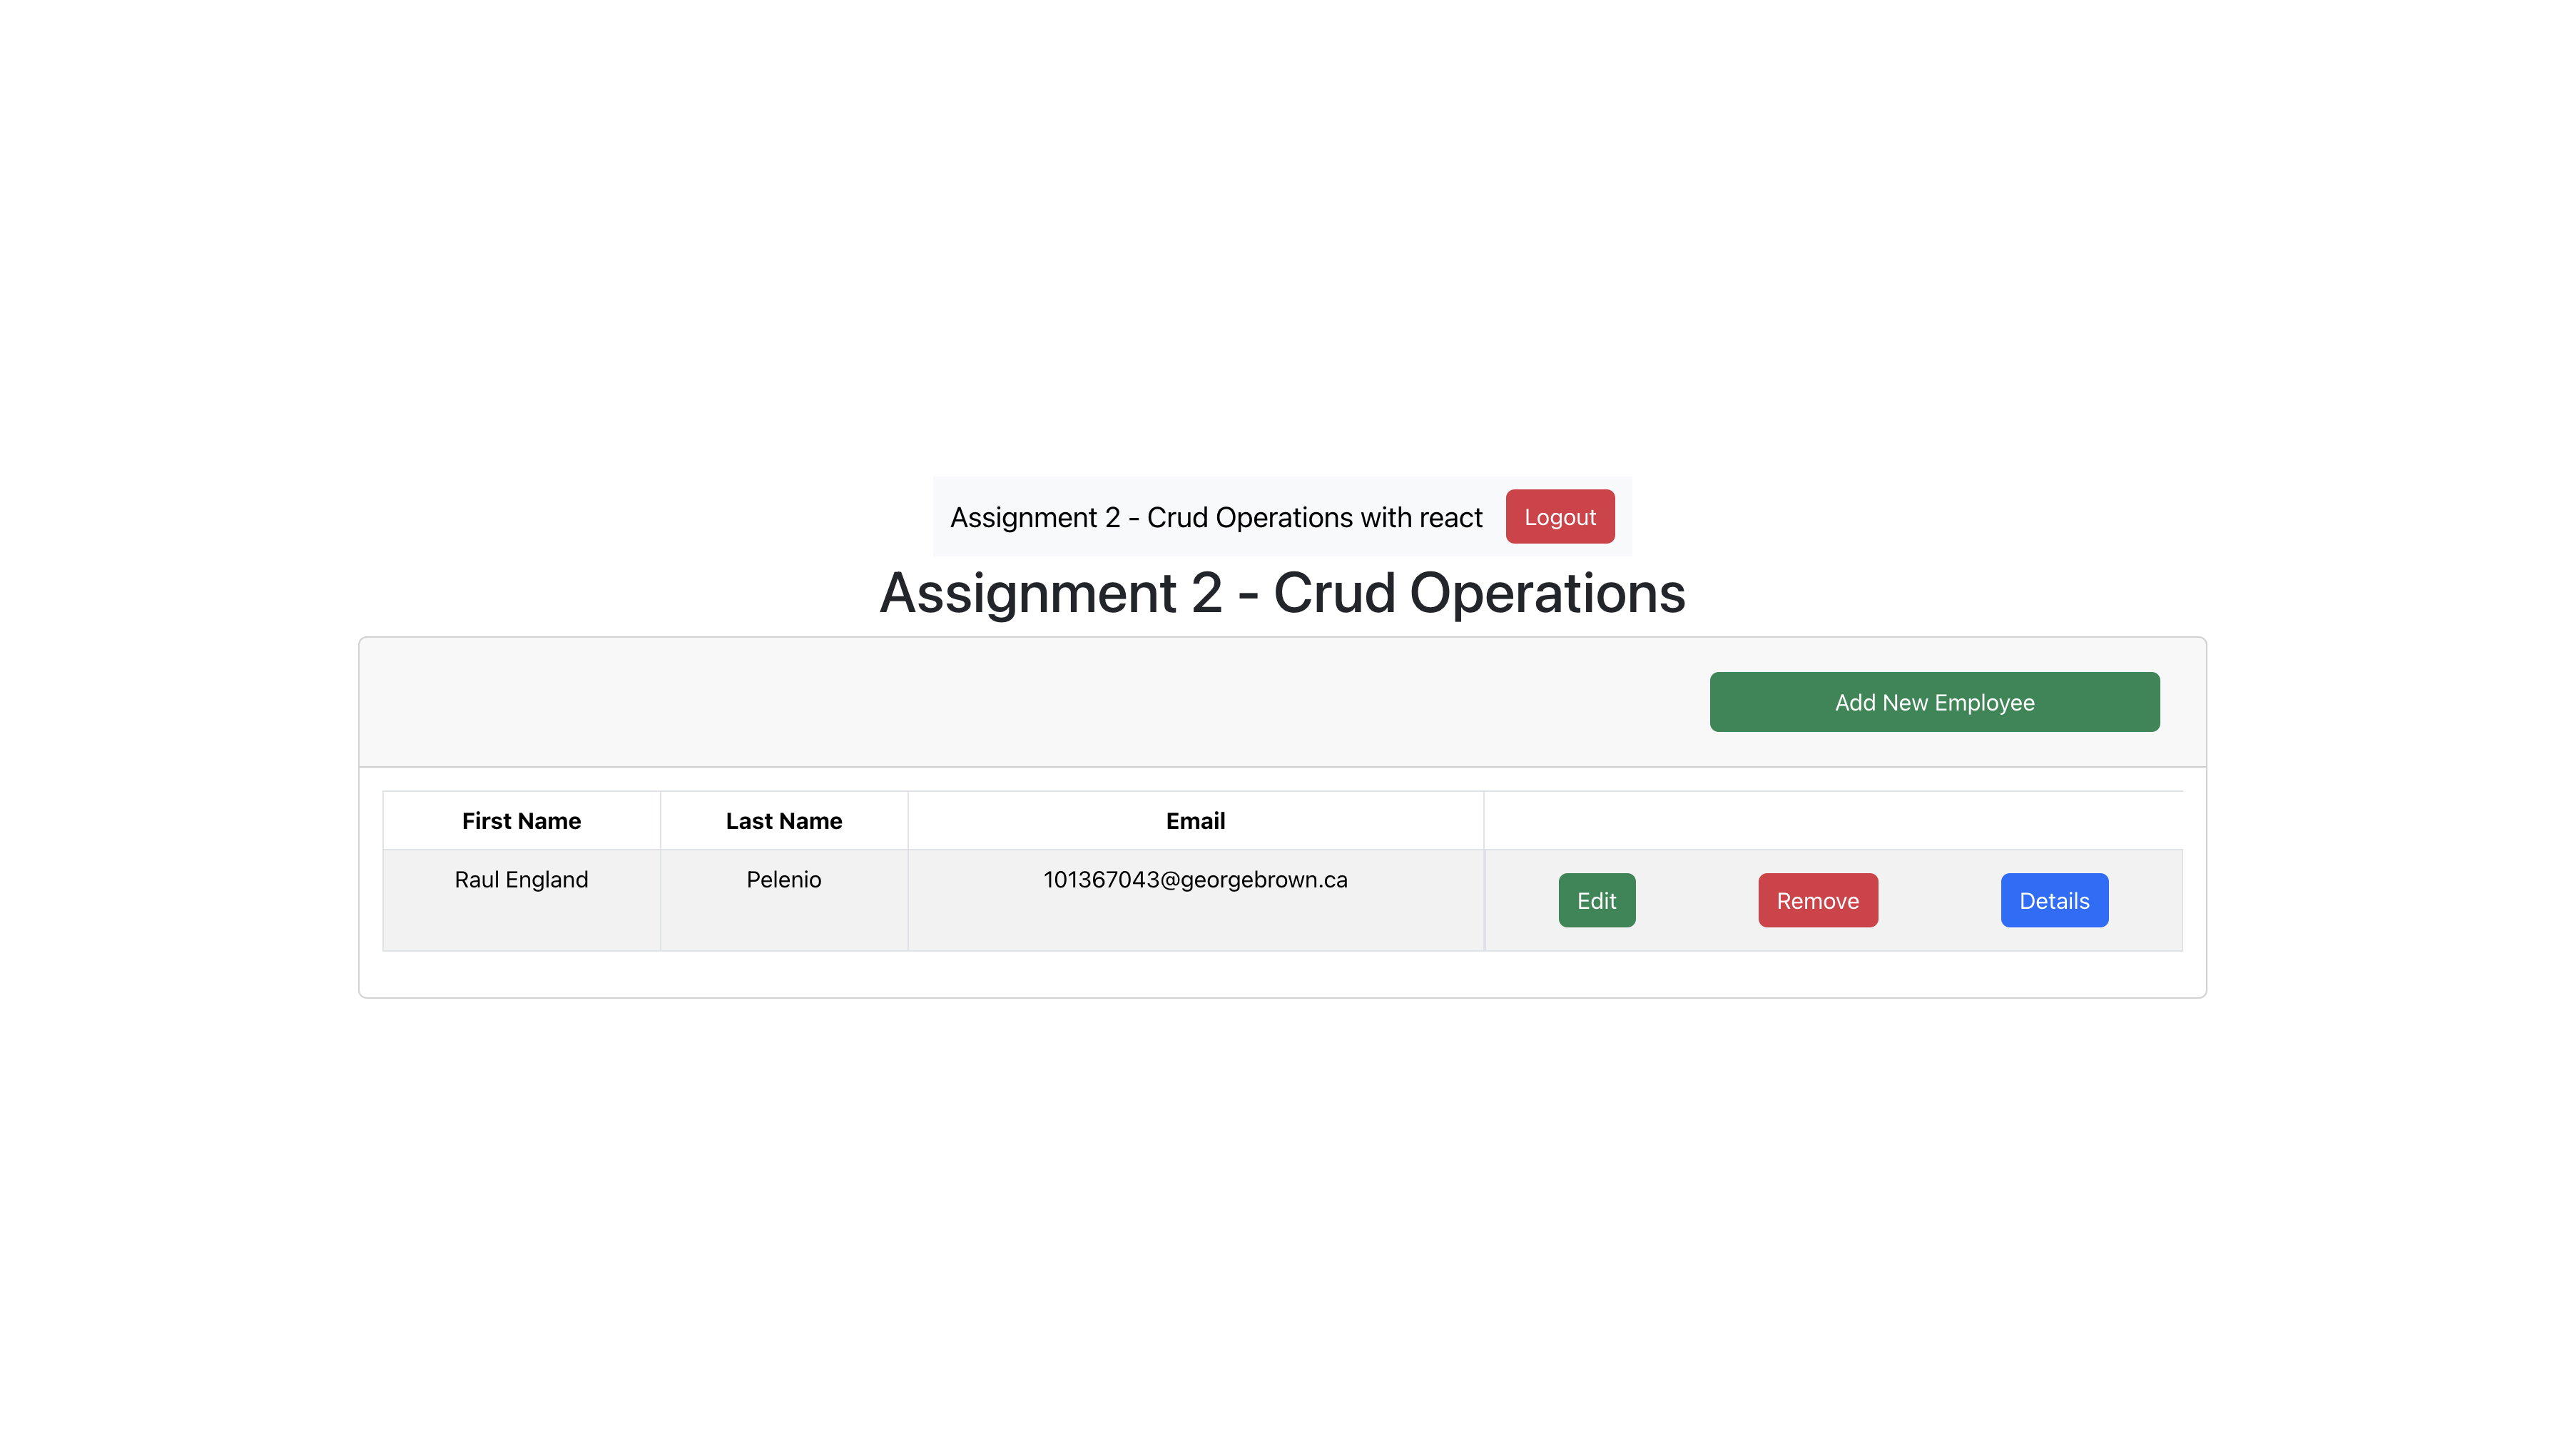 Assignment 2 - Crud Operations with react Logout
Assignment 2 - Crud Operations
Add New Employee
First Name Last Name Email
Raul England Pelenio 101367043@georgebrown.ca Edit Remove Details